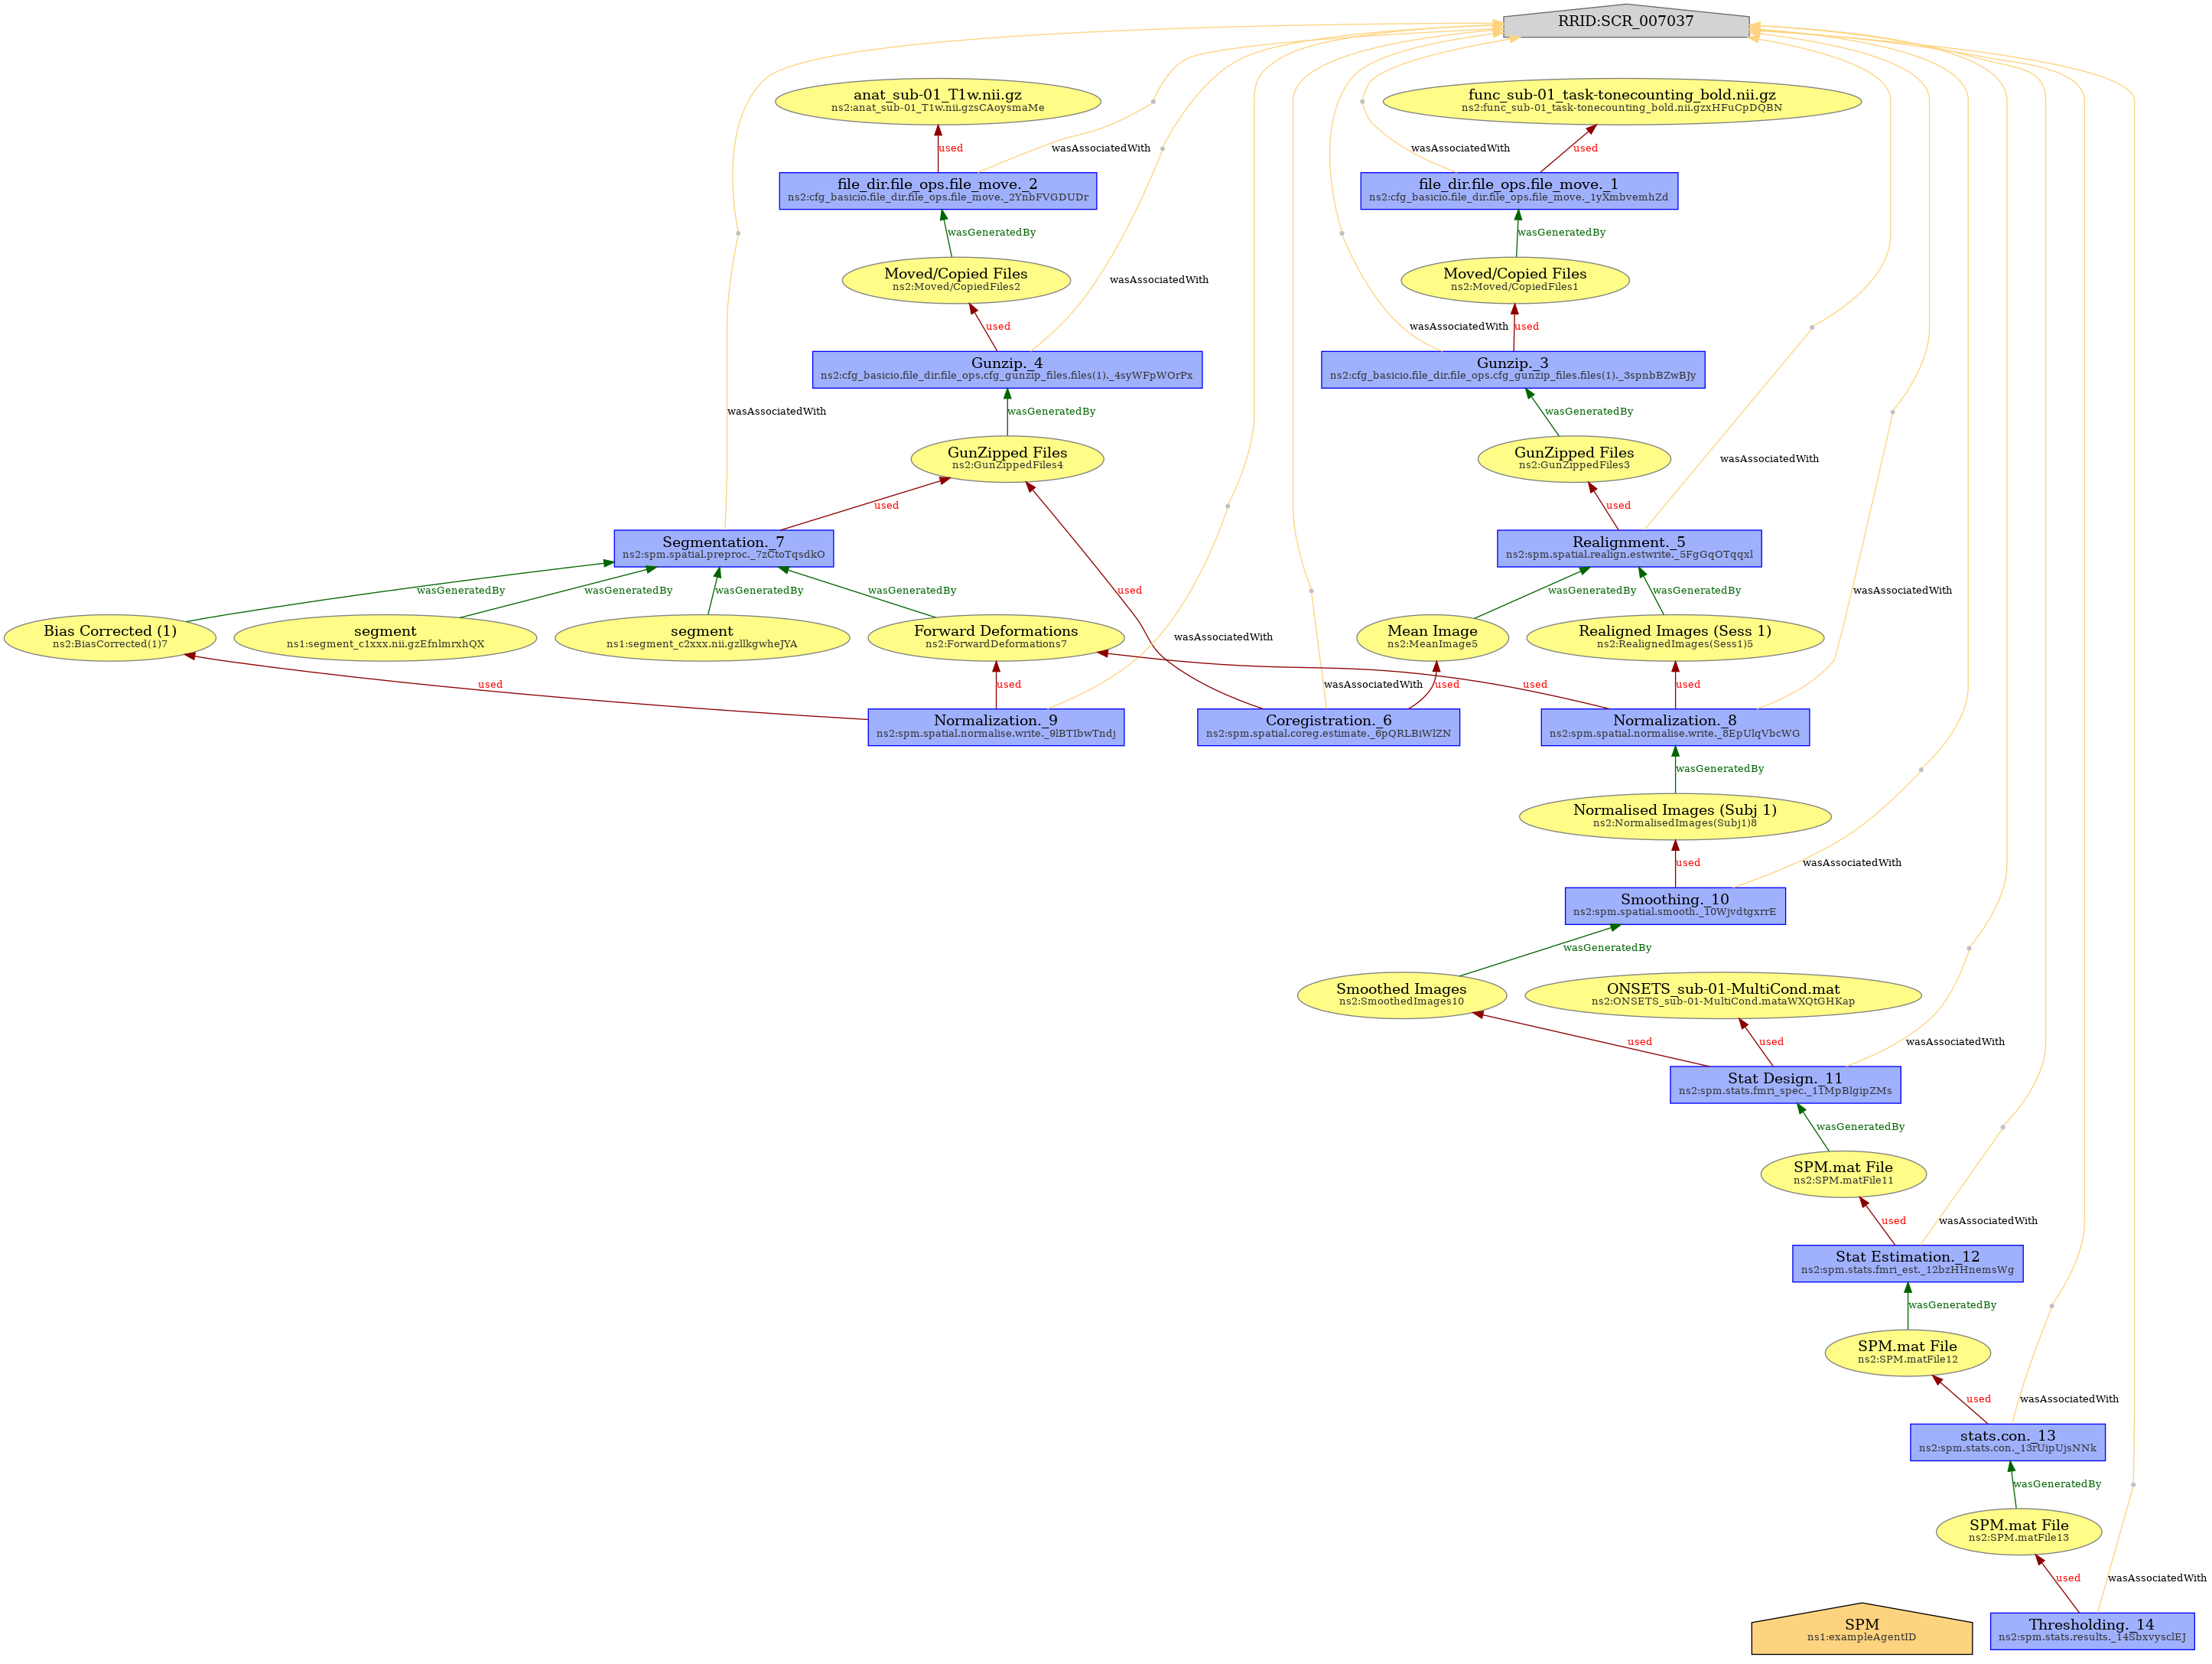 RRID:SCR_007037
anat_sub-01_T1w.nii.gz
ns2:anat_sub-01_T1w.nii.gzsCAoysmaMe
func_sub-01_task-tonecounting_bold.nii.gz
ns2:func_sub-01_task-tonecounting_bold.nii.gzxHFuCpDQBN
used
wasAssociatedWith
wasAssociatedWith
used
file_dir.file_ops.file_move._2
ns2:cfg_basicio.file_dir.file_ops.file_move._2YnbFVGDUDr
file_dir.file_ops.file_move._1
ns2:cfg_basicio.file_dir.file_ops.file_move._1yXmbvemhZd
wasGeneratedBy
wasGeneratedBy
Moved/Copied Files
ns2:Moved/CopiedFiles2
Moved/Copied Files
ns2:Moved/CopiedFiles1
wasAssociatedWith
used
wasAssociatedWith
used
Gunzip._4
ns2:cfg_basicio.file_dir.file_ops.cfg_gunzip_files.files(1)._4syWFpWOrPx
Gunzip._3
ns2:cfg_basicio.file_dir.file_ops.cfg_gunzip_files.files(1)._3spnbBZwBJy
wasAssociatedWith
wasGeneratedBy
wasGeneratedBy
GunZipped Files
ns2:GunZippedFiles4
GunZipped Files
ns2:GunZippedFiles3
wasAssociatedWith
used
used
Segmentation._7
ns2:spm.spatial.preproc._7zCtoTqsdkO
Realignment._5
ns2:spm.spatial.realign.estwrite._5FgGqOTqqxl
wasGeneratedBy
wasGeneratedBy
wasGeneratedBy
wasGeneratedBy
used
wasGeneratedBy
wasGeneratedBy
wasAssociatedWith
Bias Corrected (1)
ns2:BiasCorrected(1)7
segment
ns1:segment_c1xxx.nii.gzEfnlmrxhQX
segment
ns1:segment_c2xxx.nii.gzllkgwheJYA
Forward Deformations
ns2:ForwardDeformations7
wasAssociatedWith
Mean Image
ns2:MeanImage5
Realigned Images (Sess 1)
ns2:RealignedImages(Sess1)5
used
used
wasAssociatedWith
used
used
used
Normalization._9
ns2:spm.spatial.normalise.write._9lBTIbwTndj
Coregistration._6
ns2:spm.spatial.coreg.estimate._6pQRLBiWlZN
Normalization._8
ns2:spm.spatial.normalise.write._8EpUlqVbcWG
wasGeneratedBy
Normalised Images (Subj 1)
ns2:NormalisedImages(Subj1)8
used
wasAssociatedWith
Smoothing._10
ns2:spm.spatial.smooth._10WjvdtgxrrE
wasGeneratedBy
Smoothed Images
ns2:SmoothedImages10
ONSETS_sub-01-MultiCond.mat
ns2:ONSETS_sub-01-MultiCond.mataWXQtGHKap
used
used
wasAssociatedWith
Stat Design._11
ns2:spm.stats.fmri_spec._11MpBlgipZMs
wasGeneratedBy
SPM.mat File
ns2:SPM.matFile11
used
wasAssociatedWith
Stat Estimation._12
ns2:spm.stats.fmri_est._12bzHHnemsWg
wasGeneratedBy
SPM.mat File
ns2:SPM.matFile12
used
wasAssociatedWith
stats.con._13
ns2:spm.stats.con._13rUipUjsNNk
wasGeneratedBy
SPM.mat File
ns2:SPM.matFile13
used
wasAssociatedWith
SPM
ns1:exampleAgentID
Thresholding._14
ns2:spm.stats.results._14SbxvysclEJ